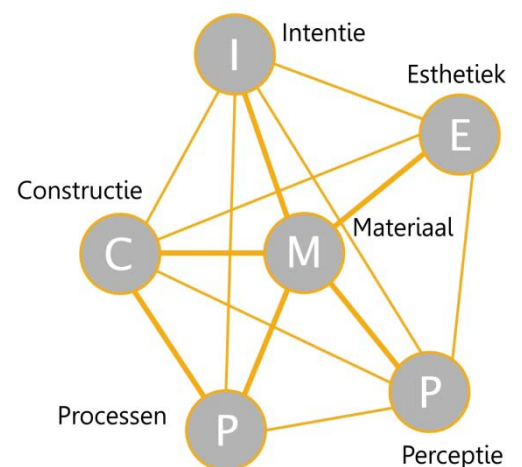 Intentie
I
Esthetiek
E
Constructie
C
M
Materiaal
Processen
P
P
Perceptie